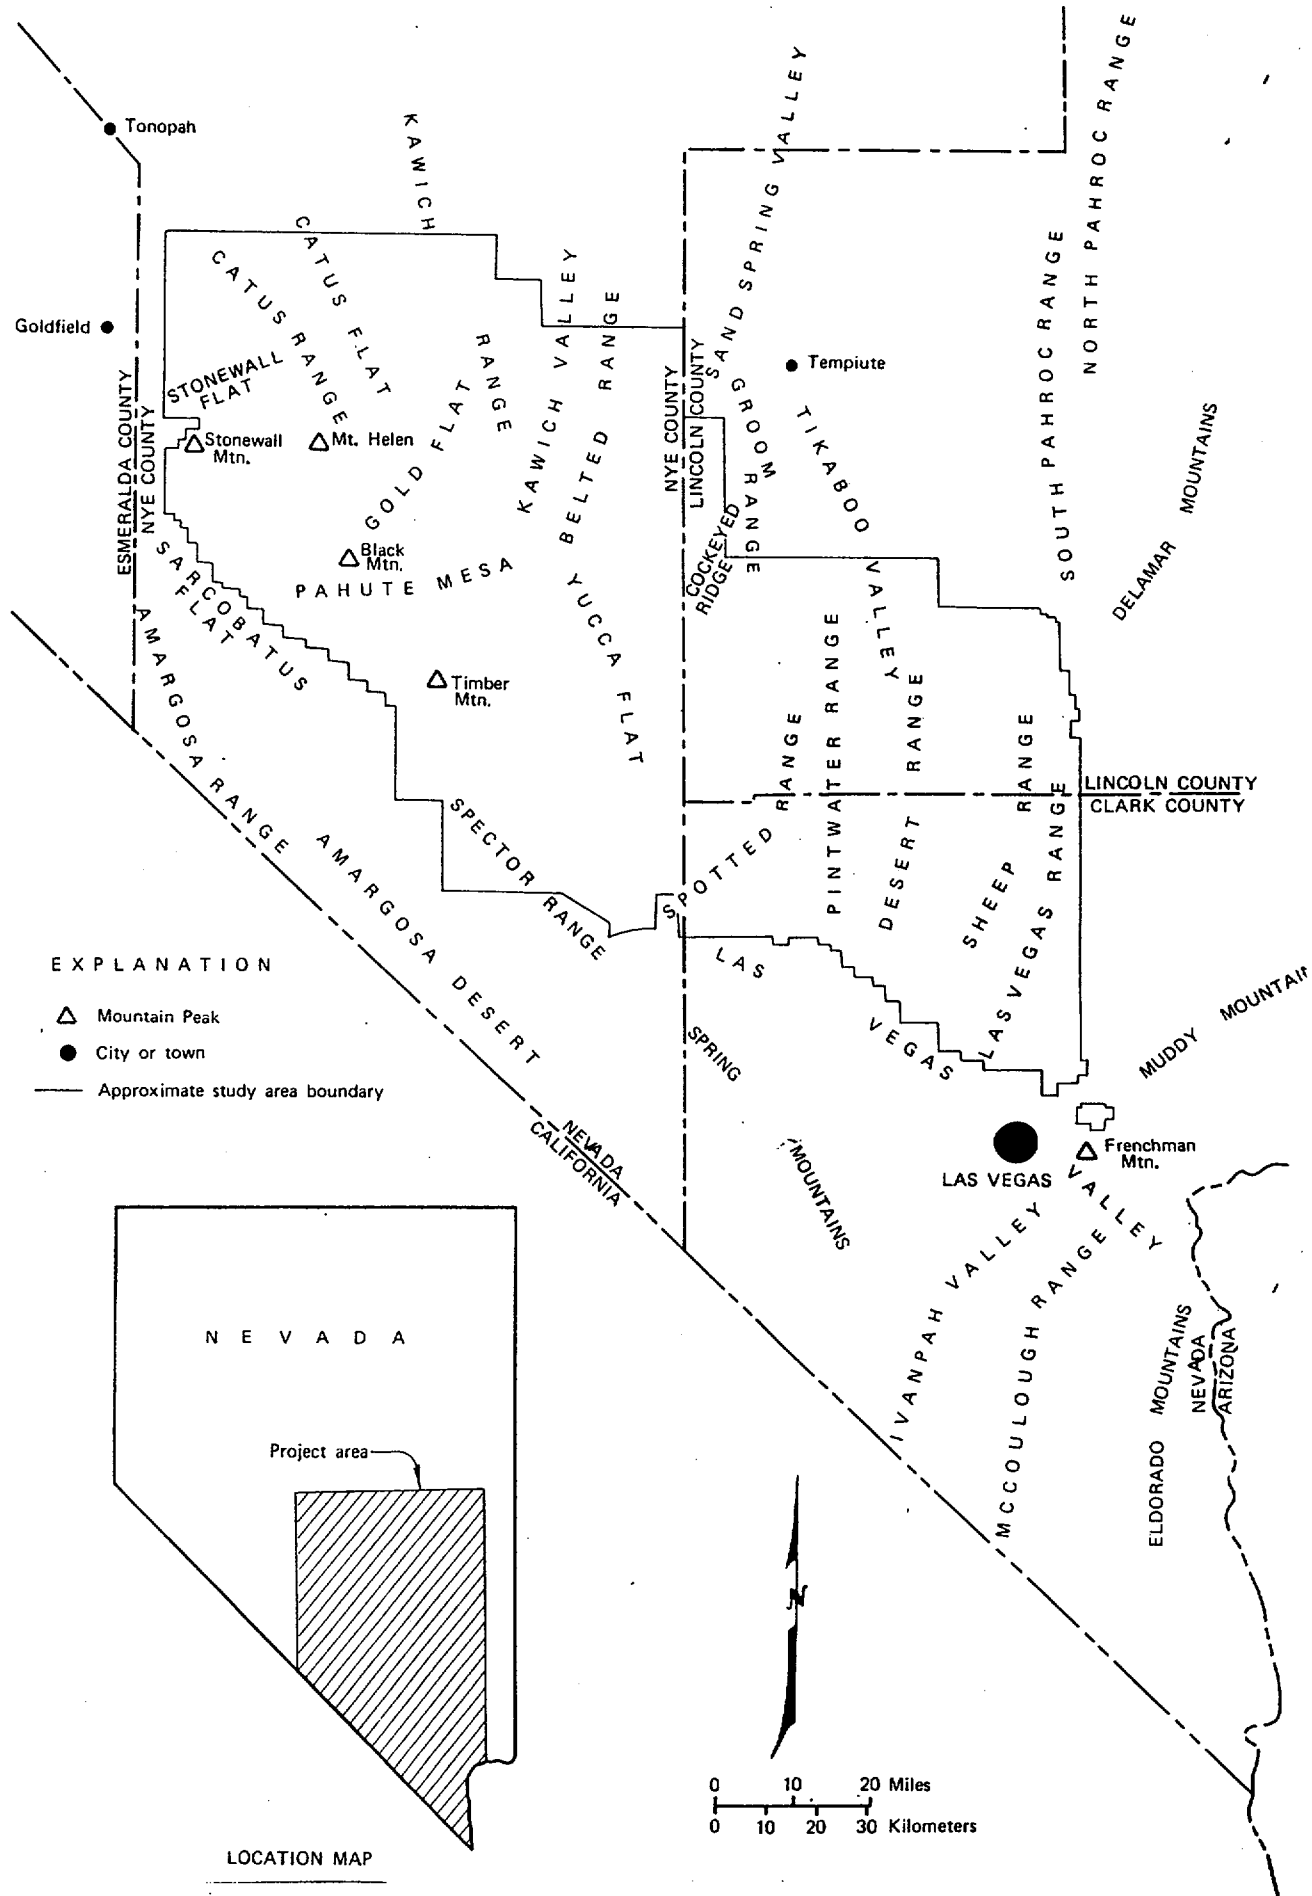 Tonopah
KAWICH
RANGE
SAND SPRING VALLEY
NORTH PAHROC RANGE
SOUTH PAHROC RANGE
CATUS FLAT
CATUS RANGE
KAWICH VALLEY
BELTED RANGE
Goldfield
STONEWALL
FLAT
GOLD FLAT
Tempiute
ESMERALDA COUNTY
NYE COUNTY
NYE COUNTY
LINCOLN COUNTY
GROOM RANGE
TIKABOO VALLEY
DELAMAR MOUNTAINS
Stonewall
Mtn.
Mt. Helen
Black
Mtn.
PAHUTE MESA
COCKEYED
RIDGE
SARCOBATUS
FLAT
YUCCA FLAT
Timber
Mtn.
AMARGOSA RANGE
PINTWATER RANGE
DESERT RANGE
SHEEP RANGE
LAS VEGAS RANGE
LINCOLN COUNTY
CLARK COUNTY
SPOTTED RANGE
SPECTOR RANGE
AMARGOSA DESERT
LAS VEGAS VALLEY
SPRING MOUNTAINS
MUDDY MOUNTAIN
EXPLANATION
Mountain Peak
City or town
Approximate study area boundary
NEVADA
CALIFORNIA
LAS VEGAS
Frenchman
Mtn.
IVANPAH VALLEY
MCCOULOUGH RANGE
ELDORADO MOUNTAINS
NEVADA
ARIZONA
NEVADA
Project area
LOCATION MAP
N
0 10 20 Miles
0 10 20 30 Kilometers